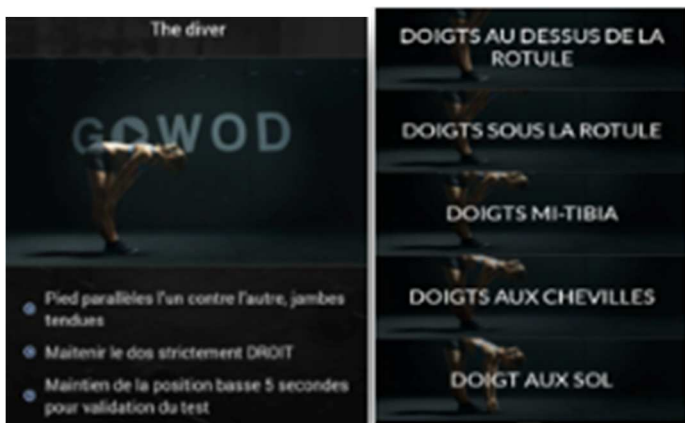 The diver
GOWOD
Pied parallèles l'un contre l'autre, jambes
tendues
Maitenir le dos strictement DROIT
Maintien de la position basse 5 secondes
pour validation du test
DOIGTS AU DESSUS DE LA
ROTULE
DOIGTS SOUS LA ROTULE
DOIGTS MI-TIBIA
DOIGTS AUX CHEVILLES
DOIGT AUX SOL